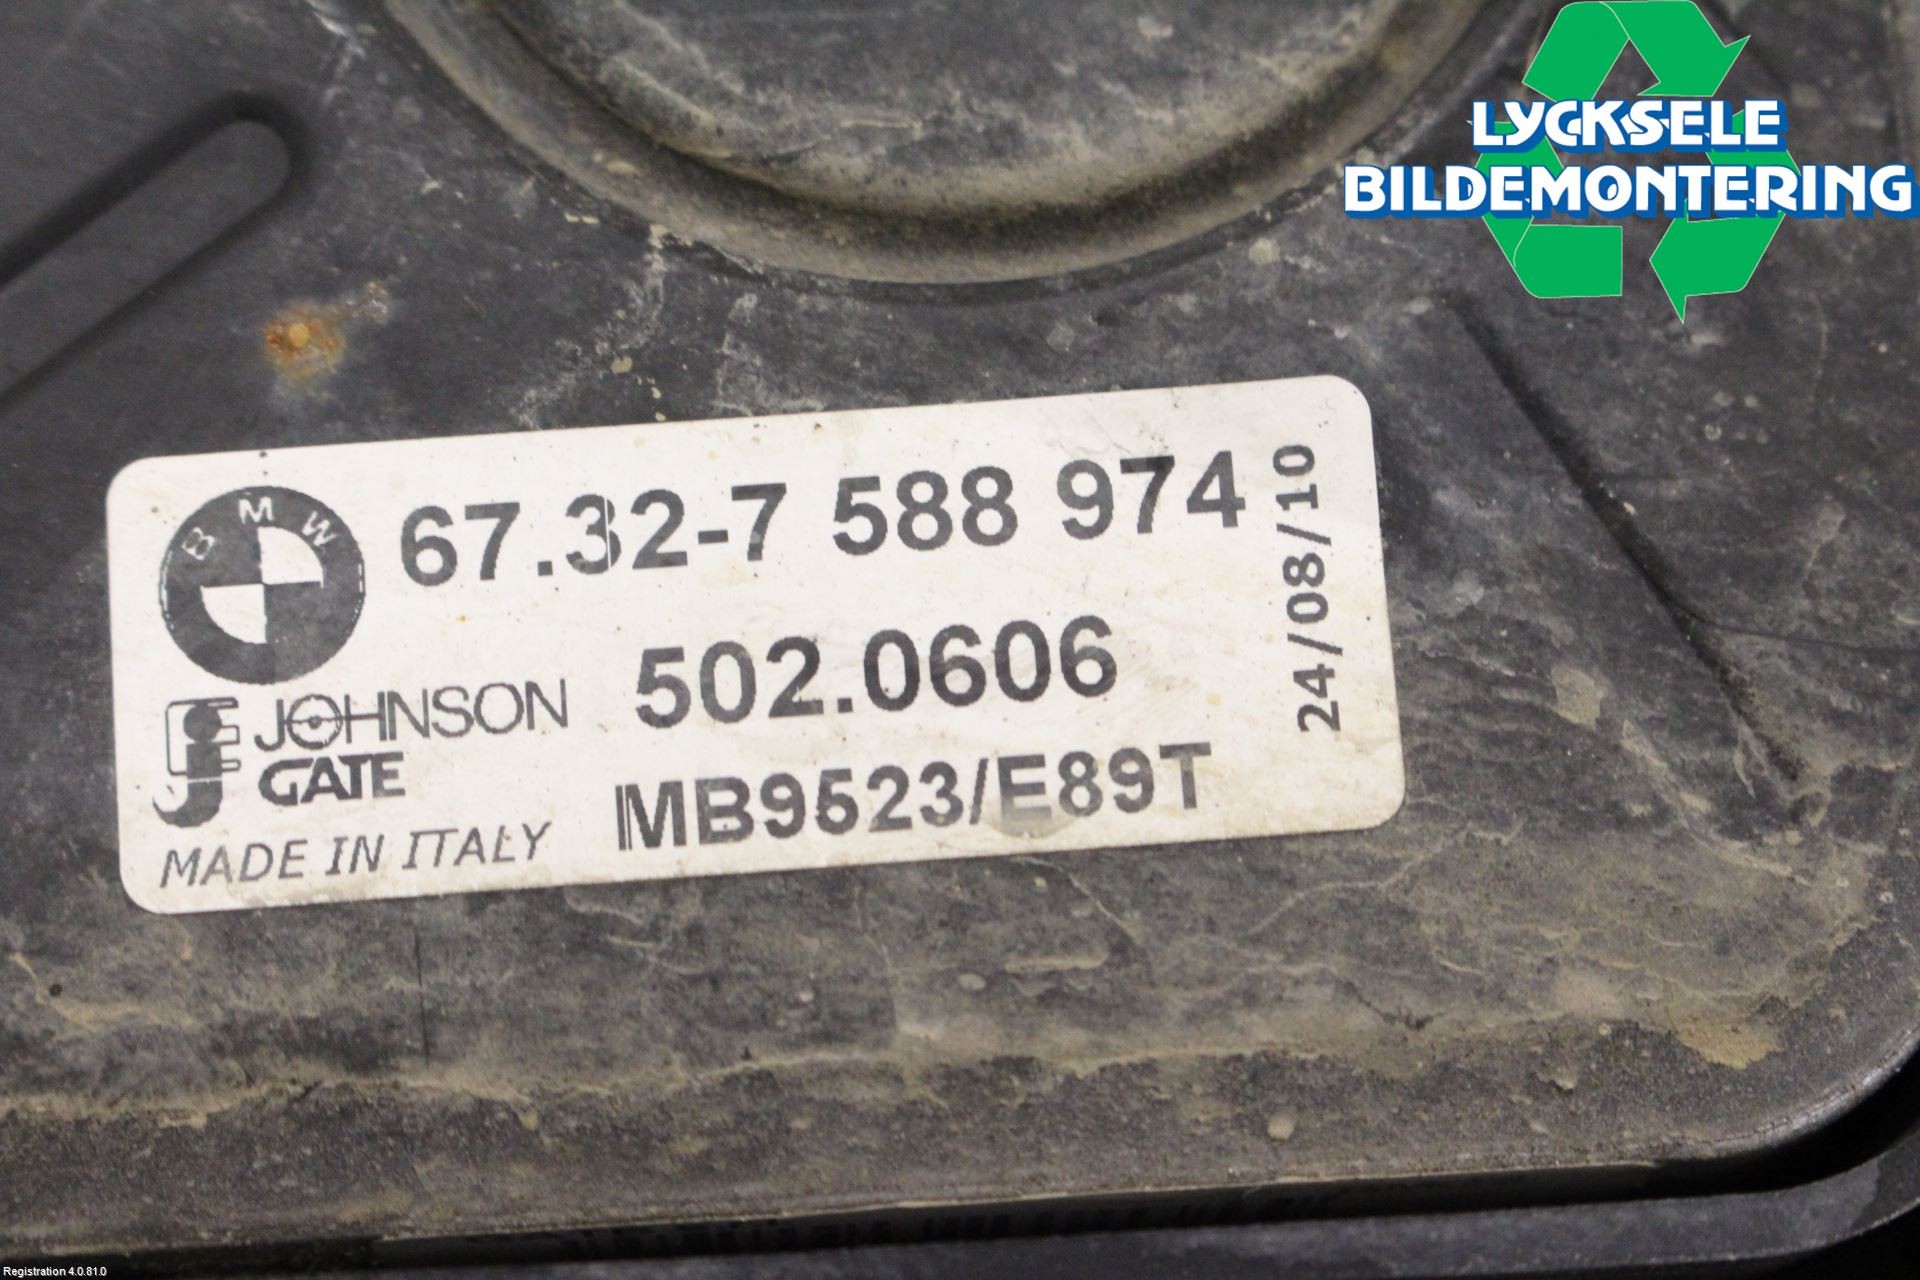 LYCKSELE
BILDEMONTERING
BMW
67.32-7 588 974
24/08/10
502.0606
JOHNSON
GATE
MB9523/E89T
MADE IN ITALY
Registration 4.0.81.0